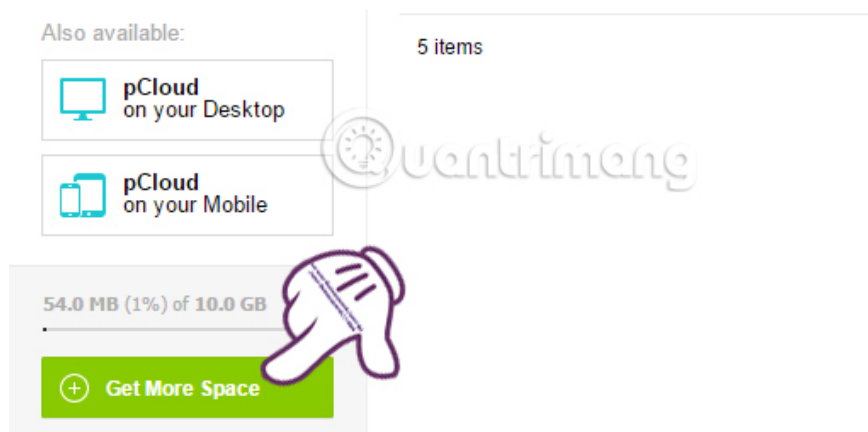 Also available:
5 items
pCloud
on your Desktop
Quantrimang
pCloud
on your Mobile
54.0 MB (1%) of 10.0 GB
Get More Space